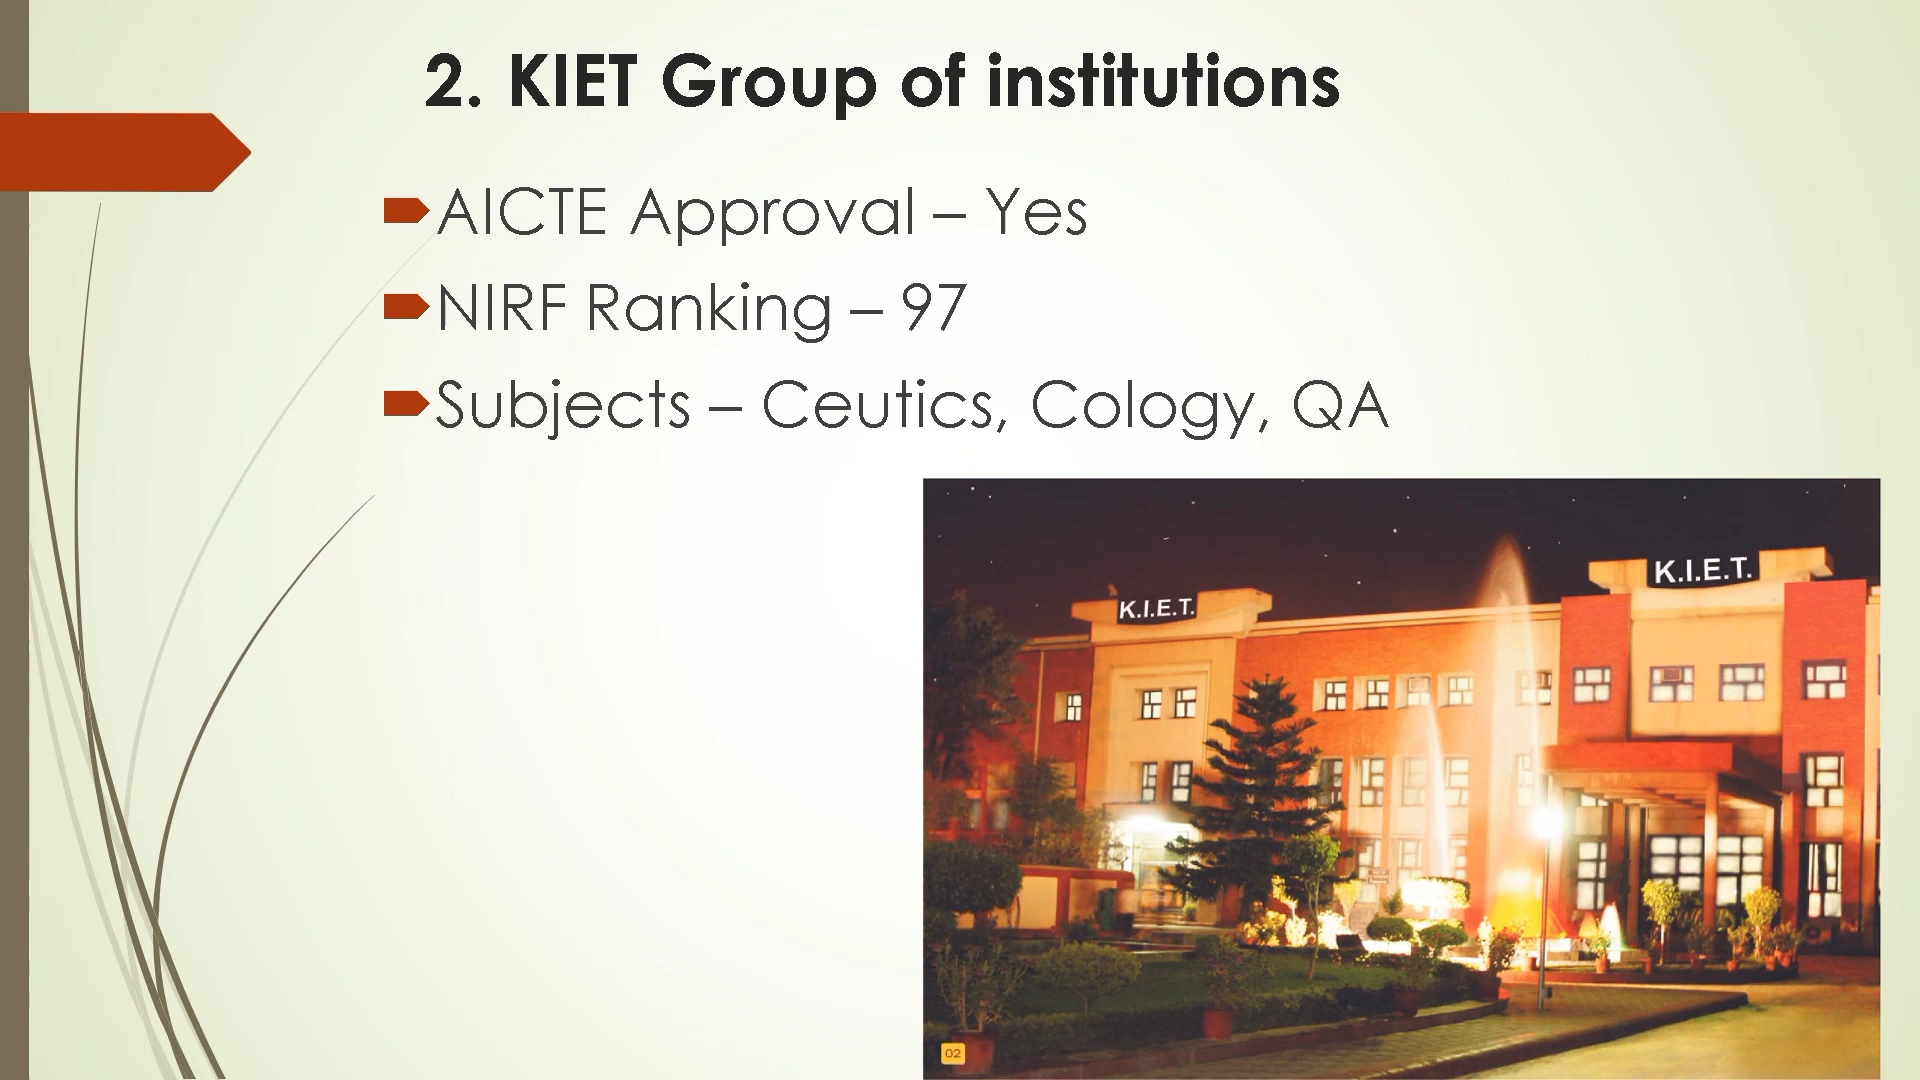 2. KIET Group of institutions
AICTE Approval – Yes
NIRF Ranking – 97
Subjects – Ceutics, Cology, QA
K.I.E.T.
K.I.E.T.
02